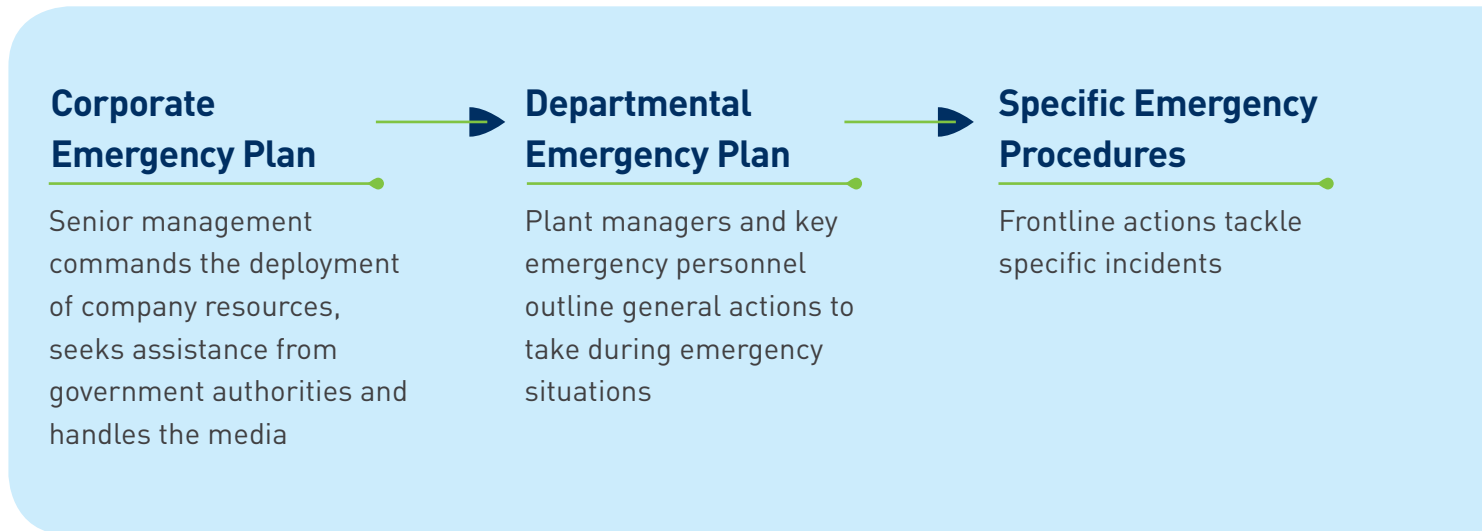 Corporate
Emergency Plan
Senior management
commands the deployment
of company resources,
seeks assistance from
government authorities and
handles the media
Departmental
Emergency Plan
Plant managers and key
emergency personnel
outline general actions to
take during emergency
situations
Specific Emergency
Procedures
Frontline actions tackle
specific incidents